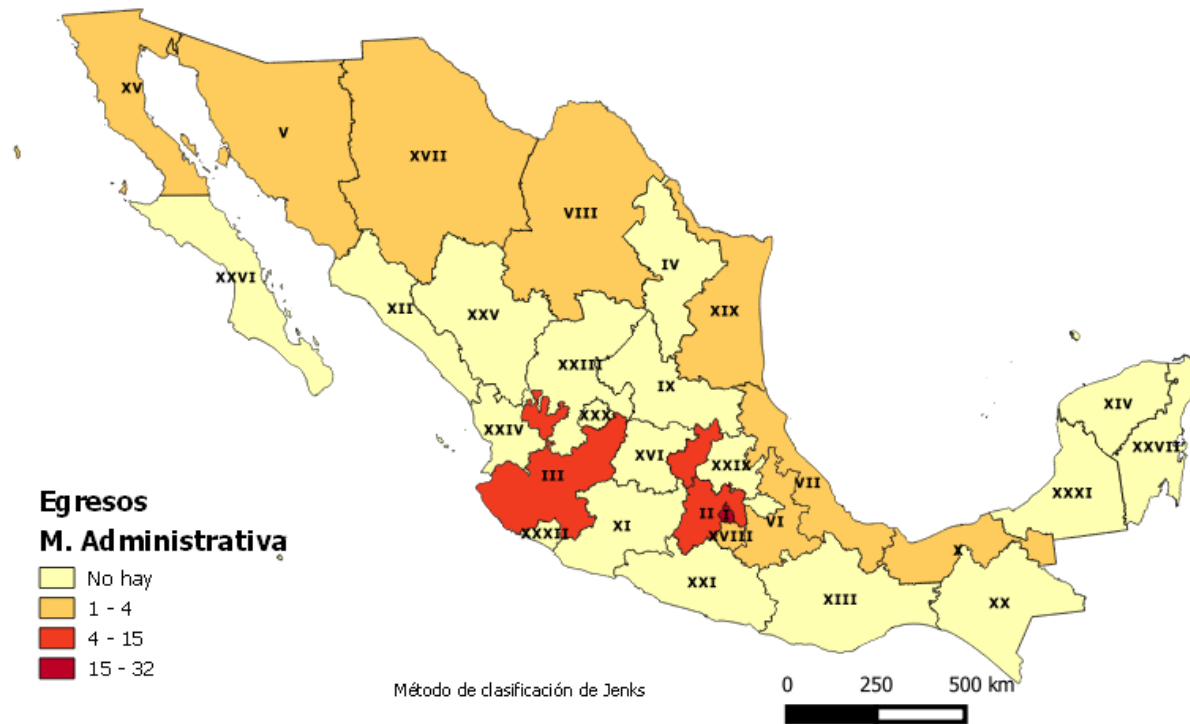 XV
V
XVII
VIII
IV
XXVI
XII
XXV
XIX
XXIII
IX
XXIV
XXX
XIV
XXVII
III
XVI
XXIX
VII
XXXI
II
I
VI
XXXII
XI
XVIII
X
XXI
XIII
XX
Egresos
M. Administrativa
No hay
1 - 4
4 - 15
15 - 32
Método de clasificación de Jenks
0 250 500 km